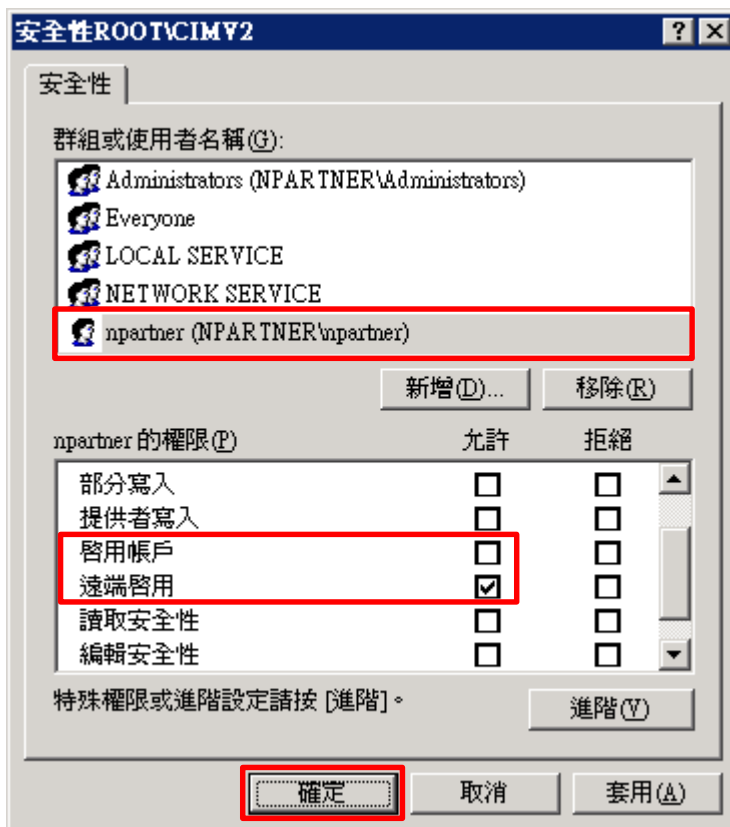 安全性ROOT\CIMV2
安全性
群組或使用者名稱(G):
Administrators (NPARTNER\Administrators)
Everyone
LOCAL SERVICE
NETWORK SERVICE
npartner (NPARTNER\npartner)
新增(D)... 移除(R)
npartner 的權限(P) 允許 拒絕
部分寫入
提供者寫入
啓用帳戶
遠端啓用
讀取安全性
編輯安全性
特殊權限或進階設定請按 [進階]。 進階(V)
確定 取消 套用(A)